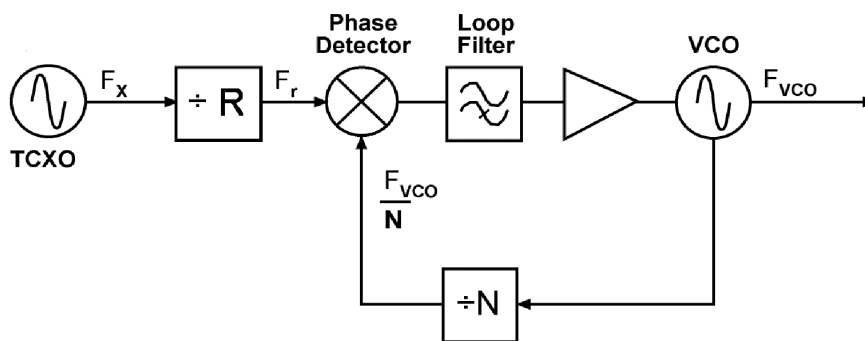 Phase
Detector
Loop
Filter
VCO
Fx
÷ R
Fr
FVCO
TCXO
FVCO
N
÷N